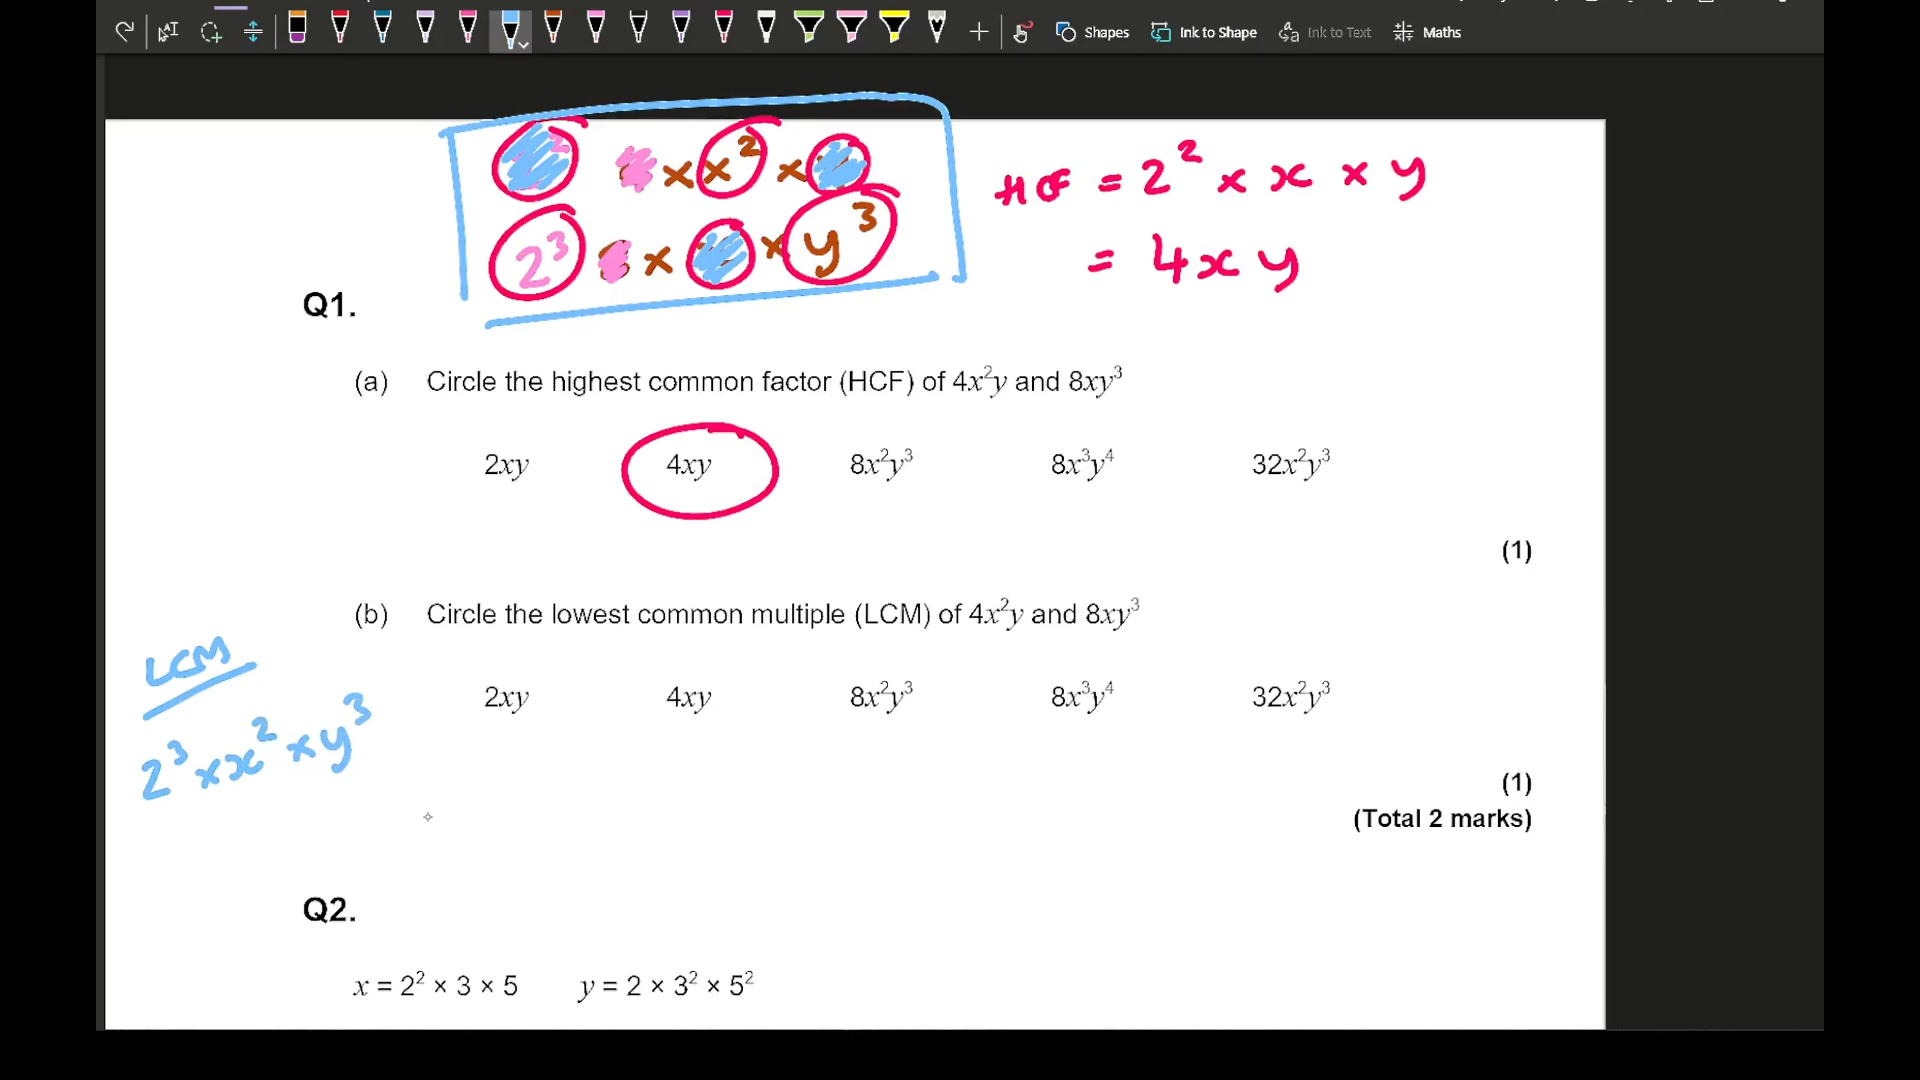 Shapes Ink to Shape Ink to Text Maths
× x² ×
2³ × × y³
HCF = 2² × x × y
= 4xy
Q1.
(a) Circle the highest common factor (HCF) of 4x²y and 8xy³
2xy 4xy 8x²y³ 8x³y⁴ 32x²y³
(1)
(b) Circle the lowest common multiple (LCM) of 4x²y and 8xy³
LCM
2xy 4xy 8x²y³ 8x³y⁴ 32x²y³
2³ × x² × y³
(1)
(Total 2 marks)
Q2.
x = 2² × 3 × 5 y = 2 × 3² × 5²